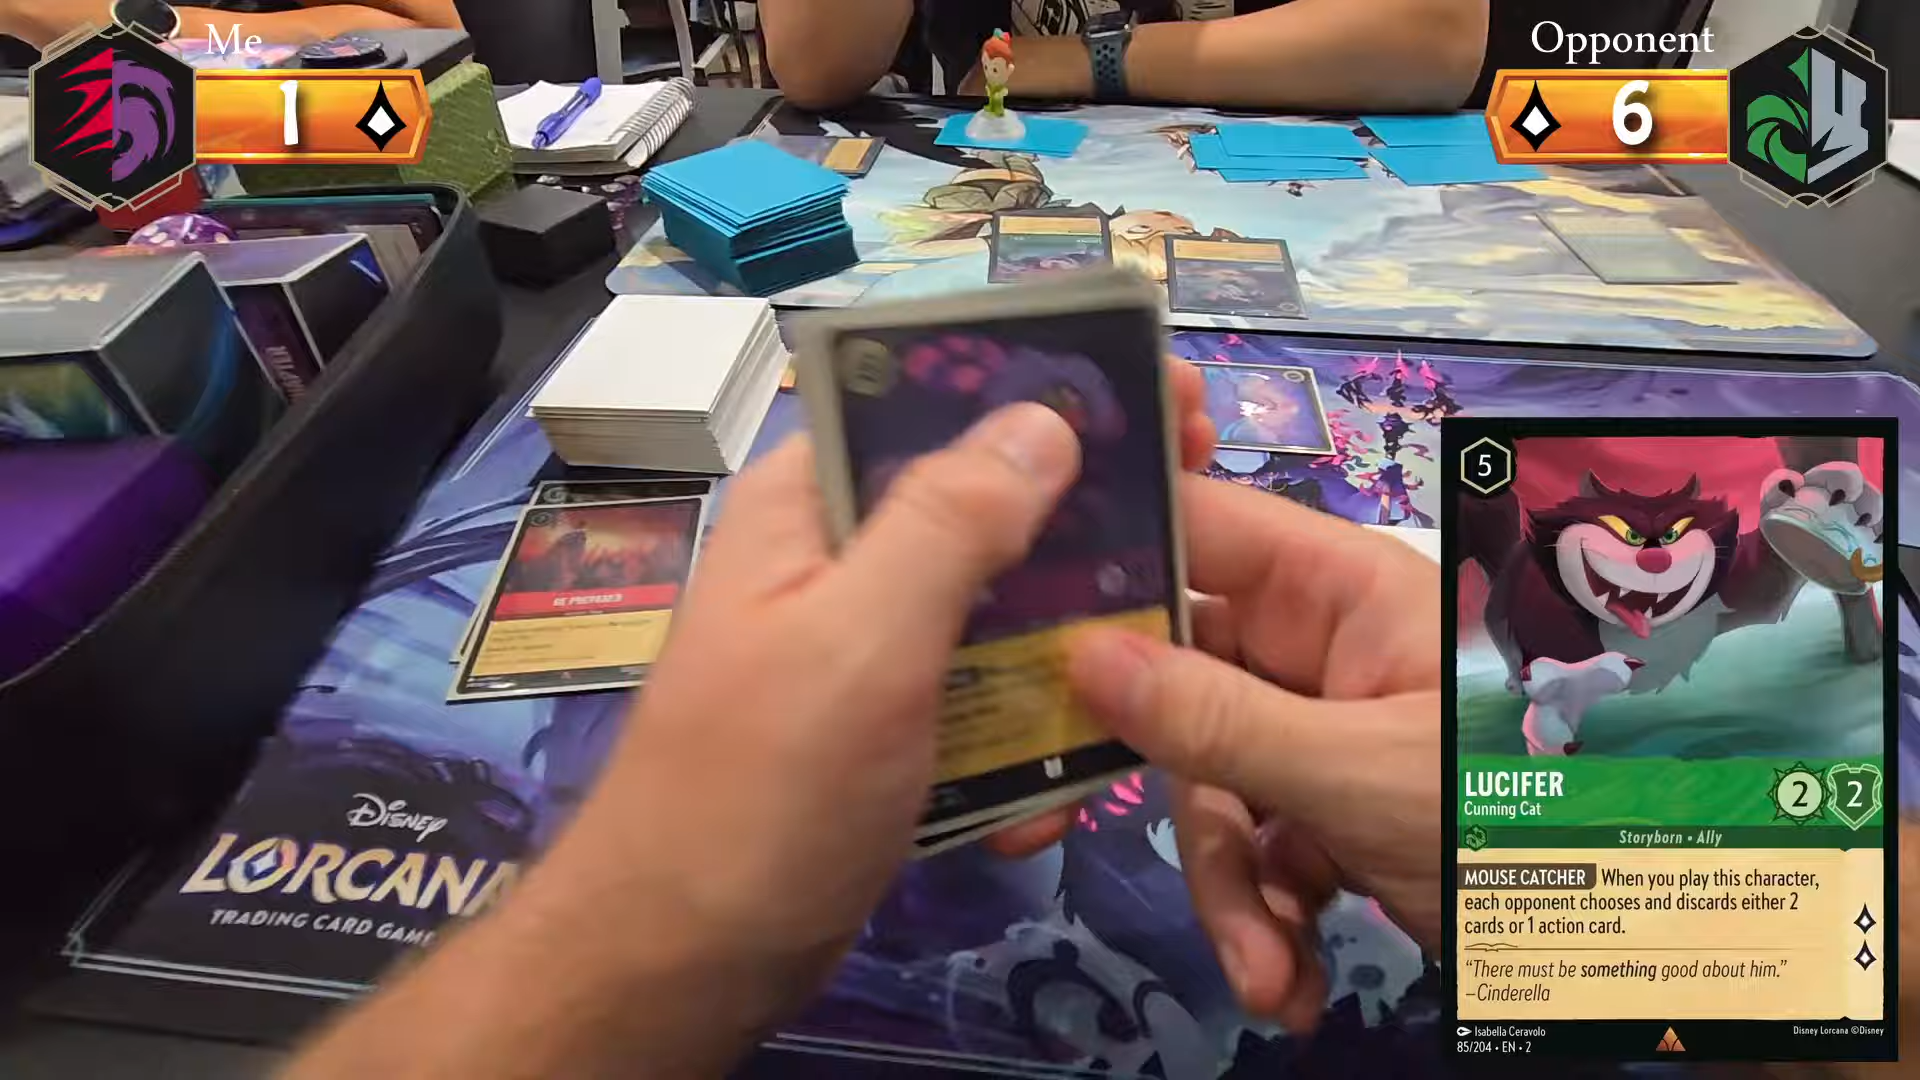 Me
1
Opponent
6
CANA
BE PREPARED
Disney
LORCANA
TRADING CARD GAME
5
LUCIFER
Cunning Cat
2
2
Storyborn • Ally
MOUSE CATCHER When you play this character,
each opponent chooses and discards either 2
cards or 1 action card.
“There must be something good about him.”
–Cinderella
Isabella Ceravolo
85/204 • EN • 2
Disney Lorcana ©Disney